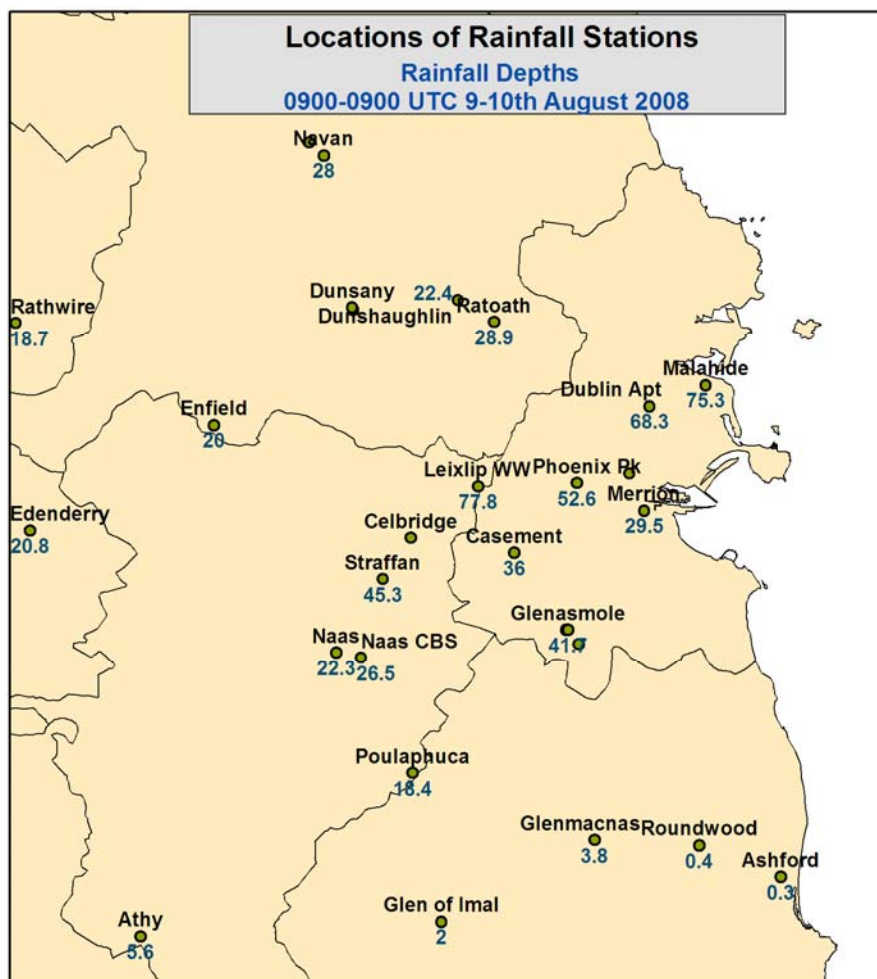 Locations of Rainfall Stations
Rainfall Depths
0900-0900 UTC 9-10th August 2008
Navan
28
Dunsany
22.4
Rathwire
Dunshaughlin
Ratoath
18.7
28.9
Malahide
Dublin Apt
75.3
Enfield
68.3
20
Leixlip WW
Phoenix Pk
77.8
52.6
Merrion
Edenderry
29.5
Celbridge
20.8
Casement
Straffan
36
45.3
Glenasmole
Naas
Naas CBS
41.7
22.3
26.5
Poulaphuca
18.4
Glenmacnas
Roundwood
3.8
0.4
Ashford
0.3
Glen of Imal
Athy
2
5.6